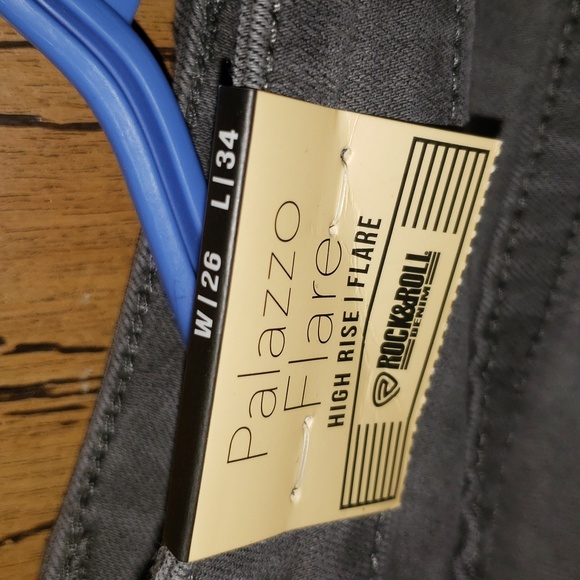 W|26 L|34
Palazzo
Flare
HIGH RISE | FLARE
ROCK&ROLL
DENIM